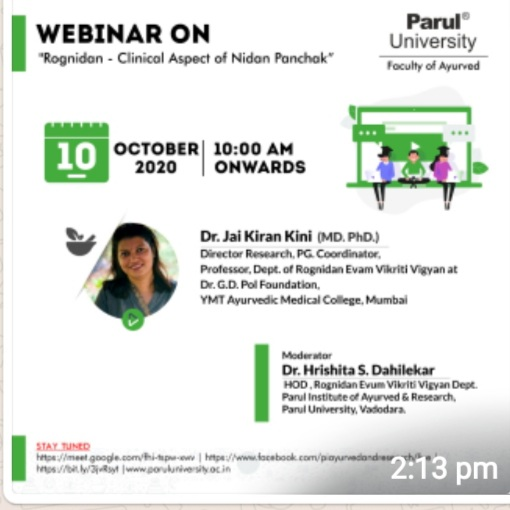 WEBINAR ON
"Rognidan - Clinical Aspect of Nidan Panchak"
Parul®
University
Faculty of Ayurved
10
OCTOBER
2020
10:00 AM
ONWARDS
Dr. Jai Kiran Kini (MD. PhD.)
Director Research, PG. Coordinator,
Professor, Dept. of Rognidan Evam Vikriti Vigyan at
Dr. G.D. Pol Foundation,
YMT Ayurvedic Medical College, Mumbai
Moderator
Dr. Hrishita S. Dahilekar
HOD , Rognidan Evum Vikriti Vigyan Dept.
Parul Institute of Ayurved & Research,
Parul University, Vadodara.
STAY TUNED
https://meet.google.com/fhi-tspw-xwv | https://www.facebook.com/piayurvedandresearch/
https://bit.ly/3jvRsyt | www.paruluniversity.ac.in
2:13 pm